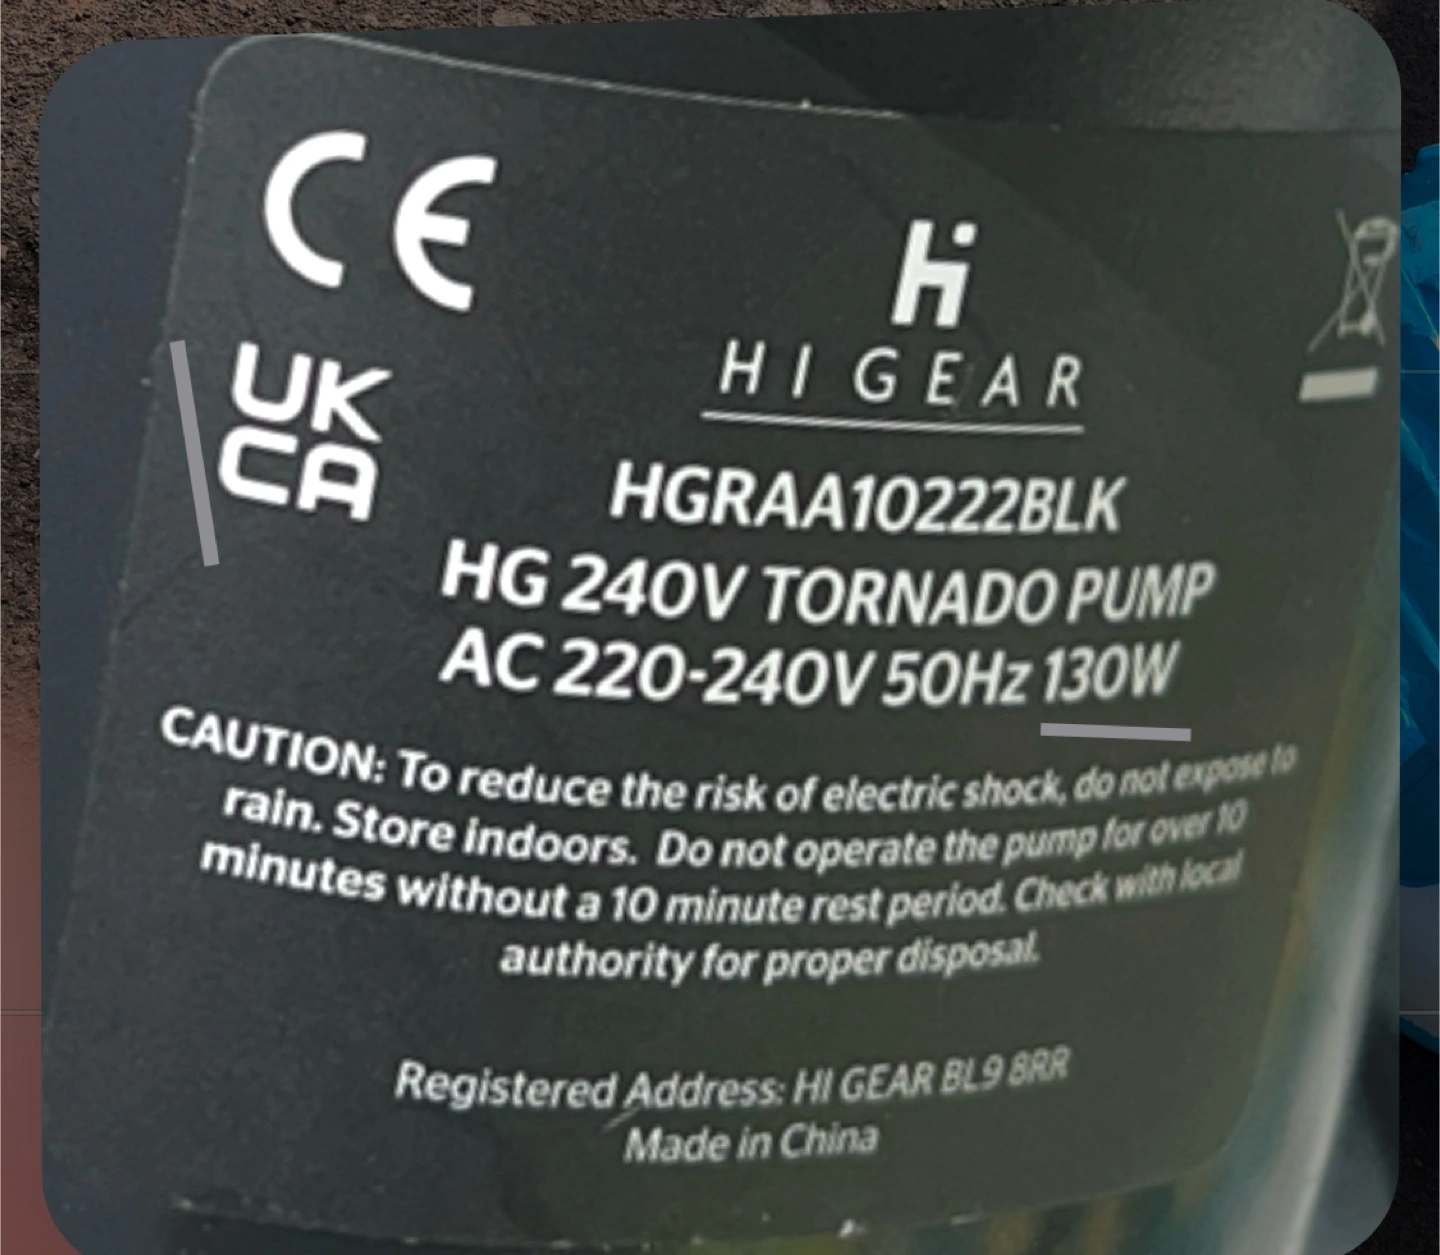 CE
UK
CA
hi
HI GEAR
HGRAA10222BLK
HG 240V TORNADO PUMP
AC 220-240V 50Hz 130W
CAUTION: To reduce the risk of electric shock, do not expose to
rain. Store indoors. Do not operate the pump for over 10
minutes without a 10 minute rest period. Check with local
authority for proper disposal.
Registered Address: HI GEAR BL9 8RR
Made in China